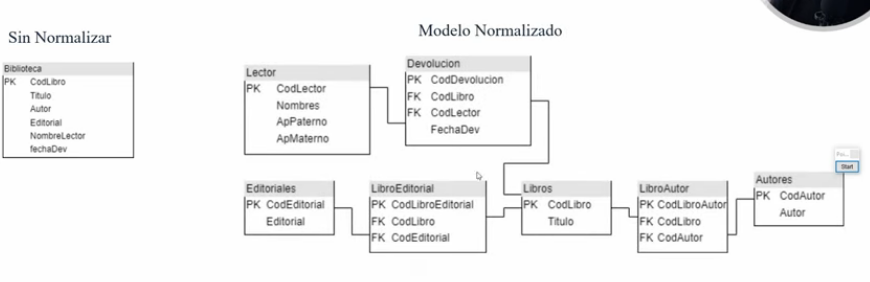 Sin Normalizar
Modelo Normalizado
Biblioteca
PK CodLibro
Titulo
Autor
Editorial
NombreLector
fechaDev
Lector
PK CodLector
Nombres
ApPaterno
ApMaterno
Devolucion
PK CodDevolucion
FK CodLibro
FK CodLector
FechaDev
Editoriales
PK CodEditorial
Editorial
LibroEditorial
PK CodLibroEditorial
FK CodLibro
FK CodEditorial
Libros
PK CodLibro
Titulo
LibroAutor
PK CodLibroAutor
FK CodLibro
FK CodAutor
Autores
PK CodAutor
Autor
Start